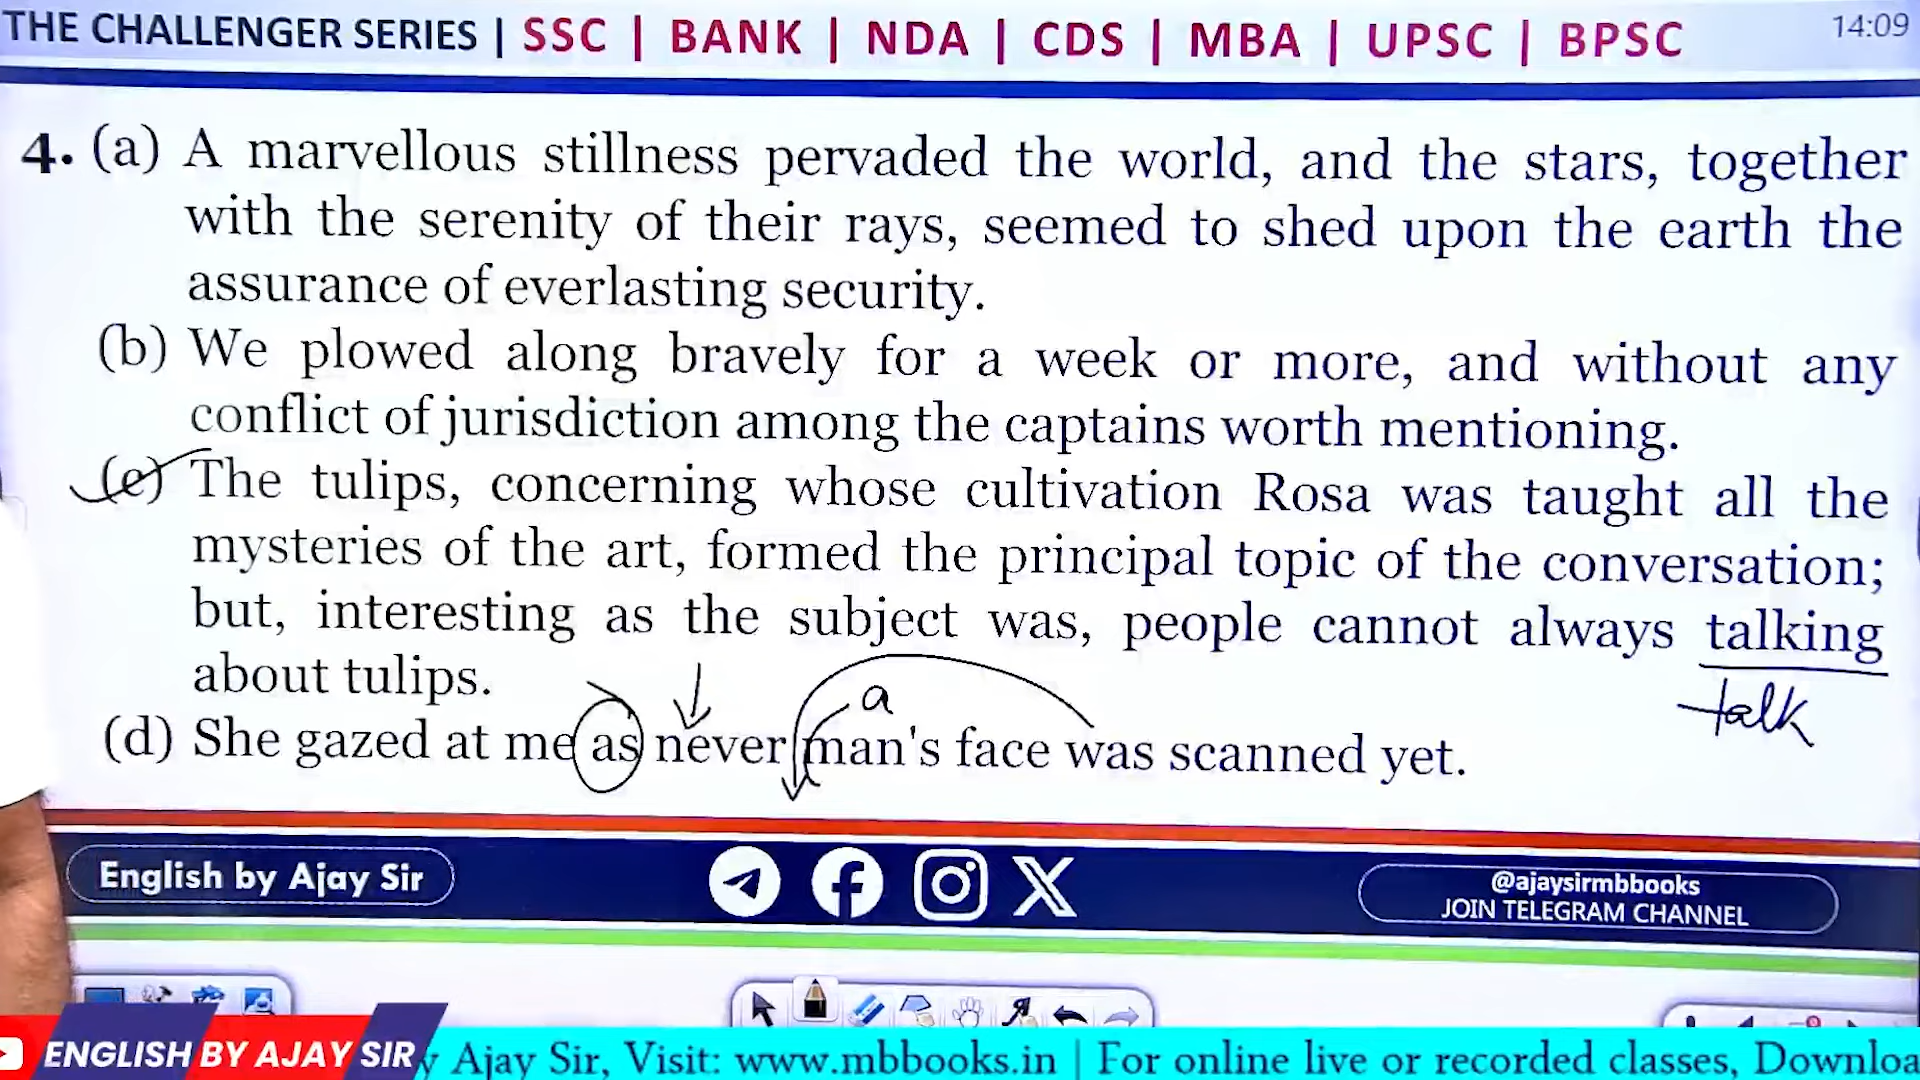 THE CHALLENGER SERIES | SSC | BANK | NDA | CDS | MBA | UPSC | BPSC
14:09
4. (a) A marvellous stillness pervaded the world, and the stars, together
with the serenity of their rays, seemed to shed upon the earth the
assurance of everlasting security.
(b) We plowed along bravely for a week or more, and without any
conflict of jurisdiction among the captains worth mentioning.
(c) The tulips, concerning whose cultivation Rosa was taught all the
mysteries of the art, formed the principal topic of the conversation;
but, interesting as the subject was, people cannot always talking
about tulips.
talk
a
(d) She gazed at me as never man's face was scanned yet.
English by Ajay Sir
@ajaysirmbbooks
JOIN TELEGRAM CHANNEL
ENGLISH BY AJAY SIR
y Ajay Sir, Visit: www.mbbooks.in | For online live or recorded classes, Downloa